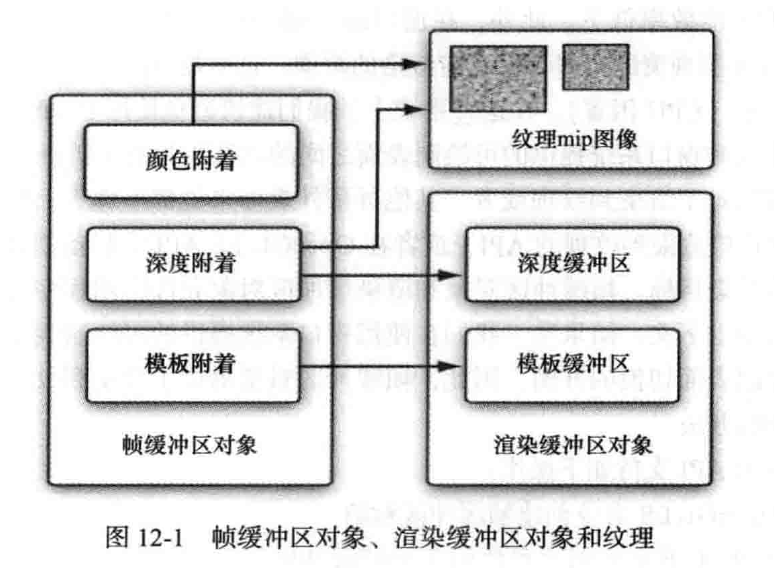 颜色附着
深度附着
模板附着
帧缓冲区对象
纹理mip图像
深度缓冲区
模板缓冲区
渲染缓冲区对象
图 12-1 帧缓冲区对象、渲染缓冲区对象和纹理